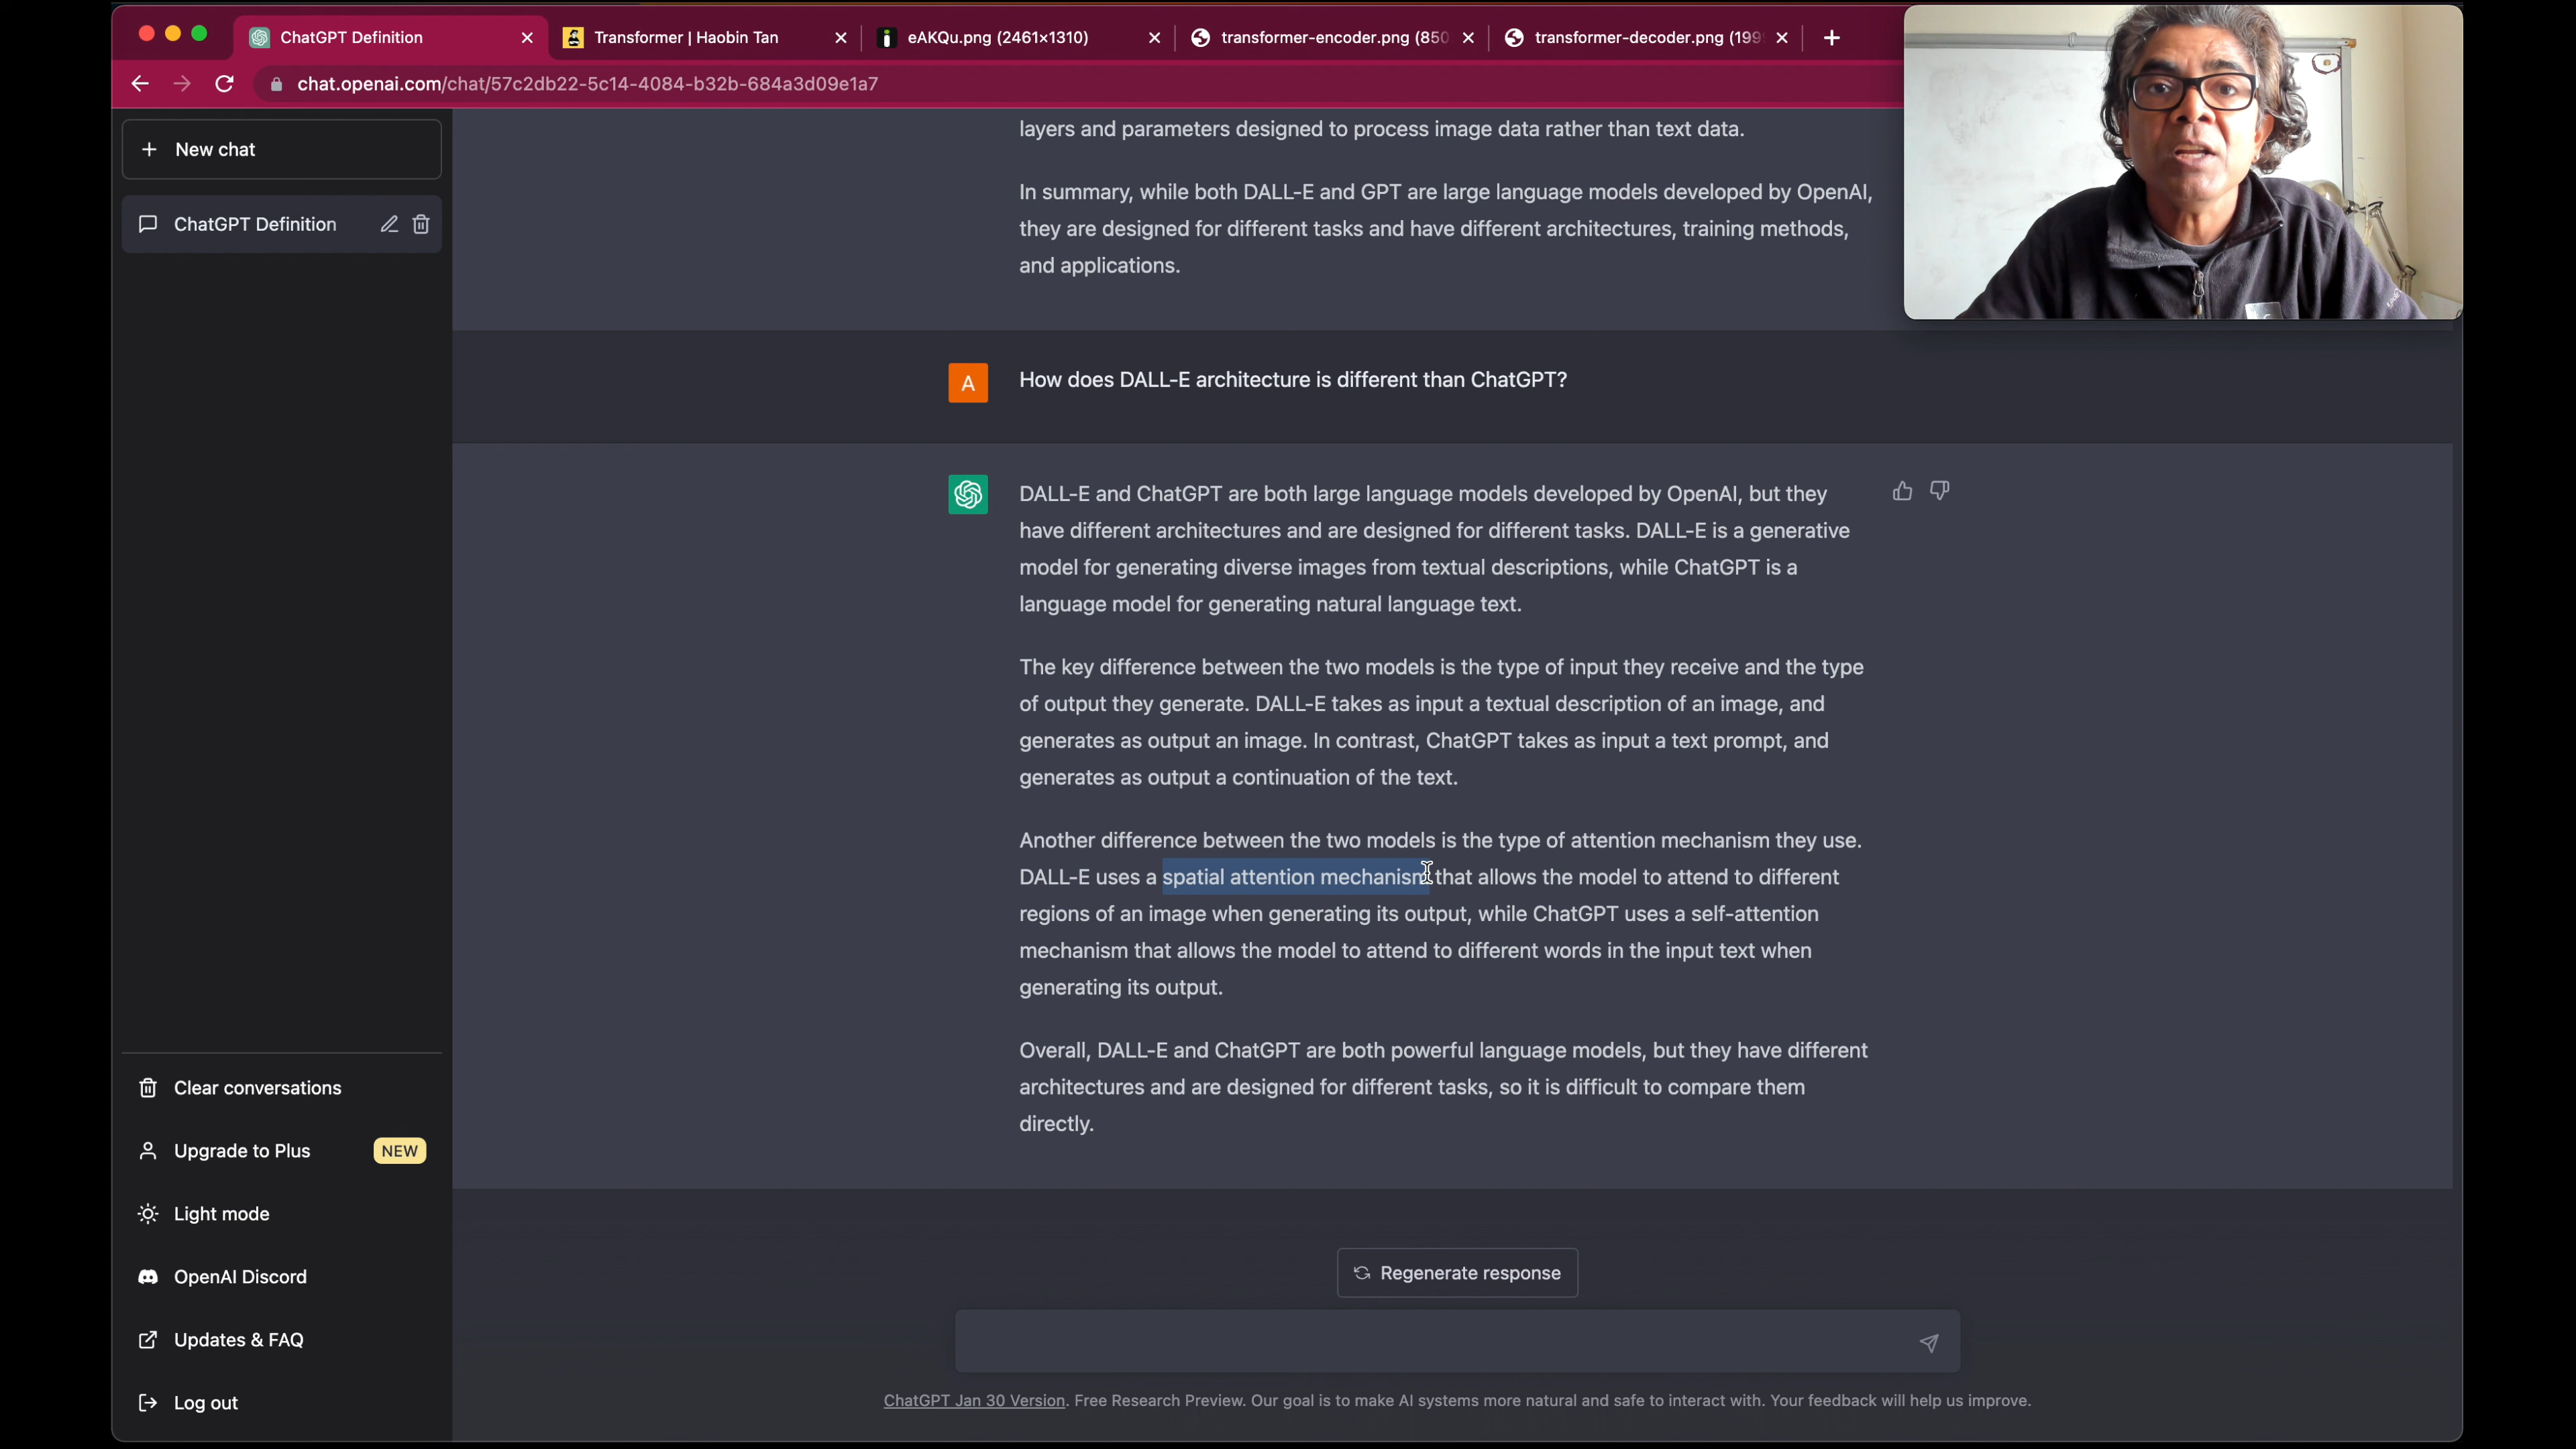 ChatGPT Definition
Transformer | Haobin Tan
eAKQu.png (2461×1310)
transformer-encoder.png (850
transformer-decoder.png (199
chat.openai.com/chat/57c2db22-5c14-4084-b32b-684a3d09e1a7
New chat
ChatGPT Definition
layers and parameters designed to process image data rather than text data.
In summary, while both DALL-E and GPT are large language models developed by OpenAI,
they are designed for different tasks and have different architectures, training methods,
and applications.
A
How does DALL-E architecture is different than ChatGPT?
DALL-E and ChatGPT are both large language models developed by OpenAI, but they
have different architectures and are designed for different tasks. DALL-E is a generative
model for generating diverse images from textual descriptions, while ChatGPT is a
language model for generating natural language text.
The key difference between the two models is the type of input they receive and the type
of output they generate. DALL-E takes as input a textual description of an image, and
generates as output an image. In contrast, ChatGPT takes as input a text prompt, and
generates as output a continuation of the text.
Another difference between the two models is the type of attention mechanism they use.
DALL-E uses a spatial attention mechanism that allows the model to attend to different
regions of an image when generating its output, while ChatGPT uses a self-attention
mechanism that allows the model to attend to different words in the input text when
generating its output.
Overall, DALL-E and ChatGPT are both powerful language models, but they have different
architectures and are designed for different tasks, so it is difficult to compare them
directly.
Clear conversations
Upgrade to Plus NEW
Light mode
OpenAI Discord
Updates & FAQ
Log out
Regenerate response
ChatGPT Jan 30 Version. Free Research Preview. Our goal is to make AI systems more natural and safe to interact with. Your feedback will help us improve.